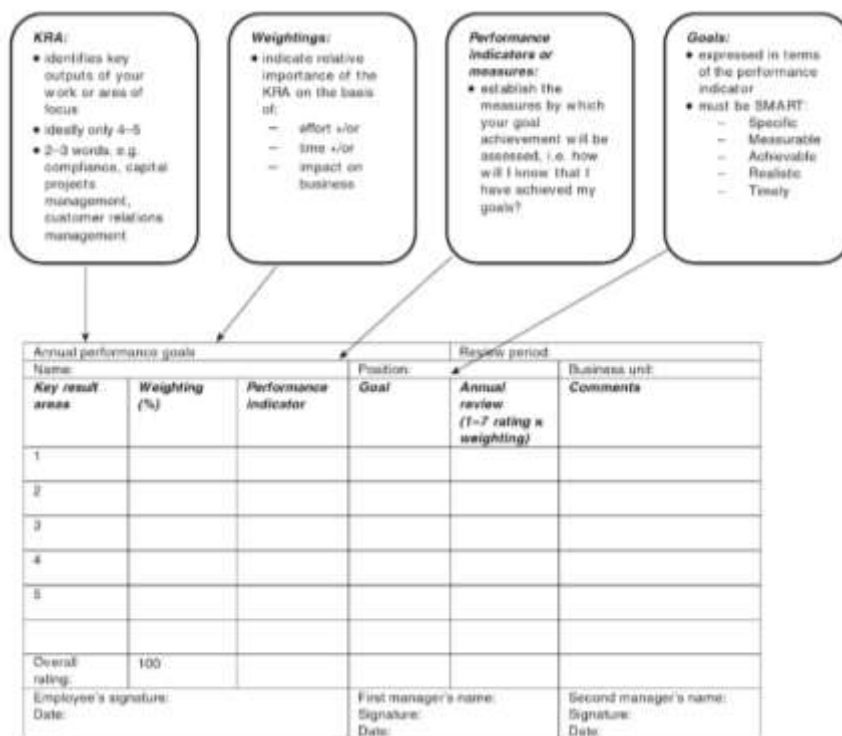 KRA:
• identifies key
outputs of your
work or area of
focus
• ideally only 4–5
• 2–3 words, e.g.
compliance, capital
projects
management,
customer relations
management
Weightings:
• indicate relative
importance of the
KRA on the basis
of:
– effort +/or
– time +/or
– impact on
business
Performance
indicators or
measures:
• establish the
measures by which
your goal
achievement will be
assessed, i.e. how
will I know that I
have achieved my
goals?
Goals:
• expressed in terms
of the performance
indicator
• must be SMART:
– Specific
– Measurable
– Achievable
– Realistic
– Timely
Annual performance goals
Review period:
Name:
Position:
Business unit:
Key result
areas
Weighting
(%)
Performance
indicator
Goal
Annual
review
(1–7 rating x
weighting)
Comments
1
2
3
4
5
Overall
rating:
100
Employee's signature:
Date:
First manager's name:
Signature:
Date:
Second manager's name:
Signature:
Date: